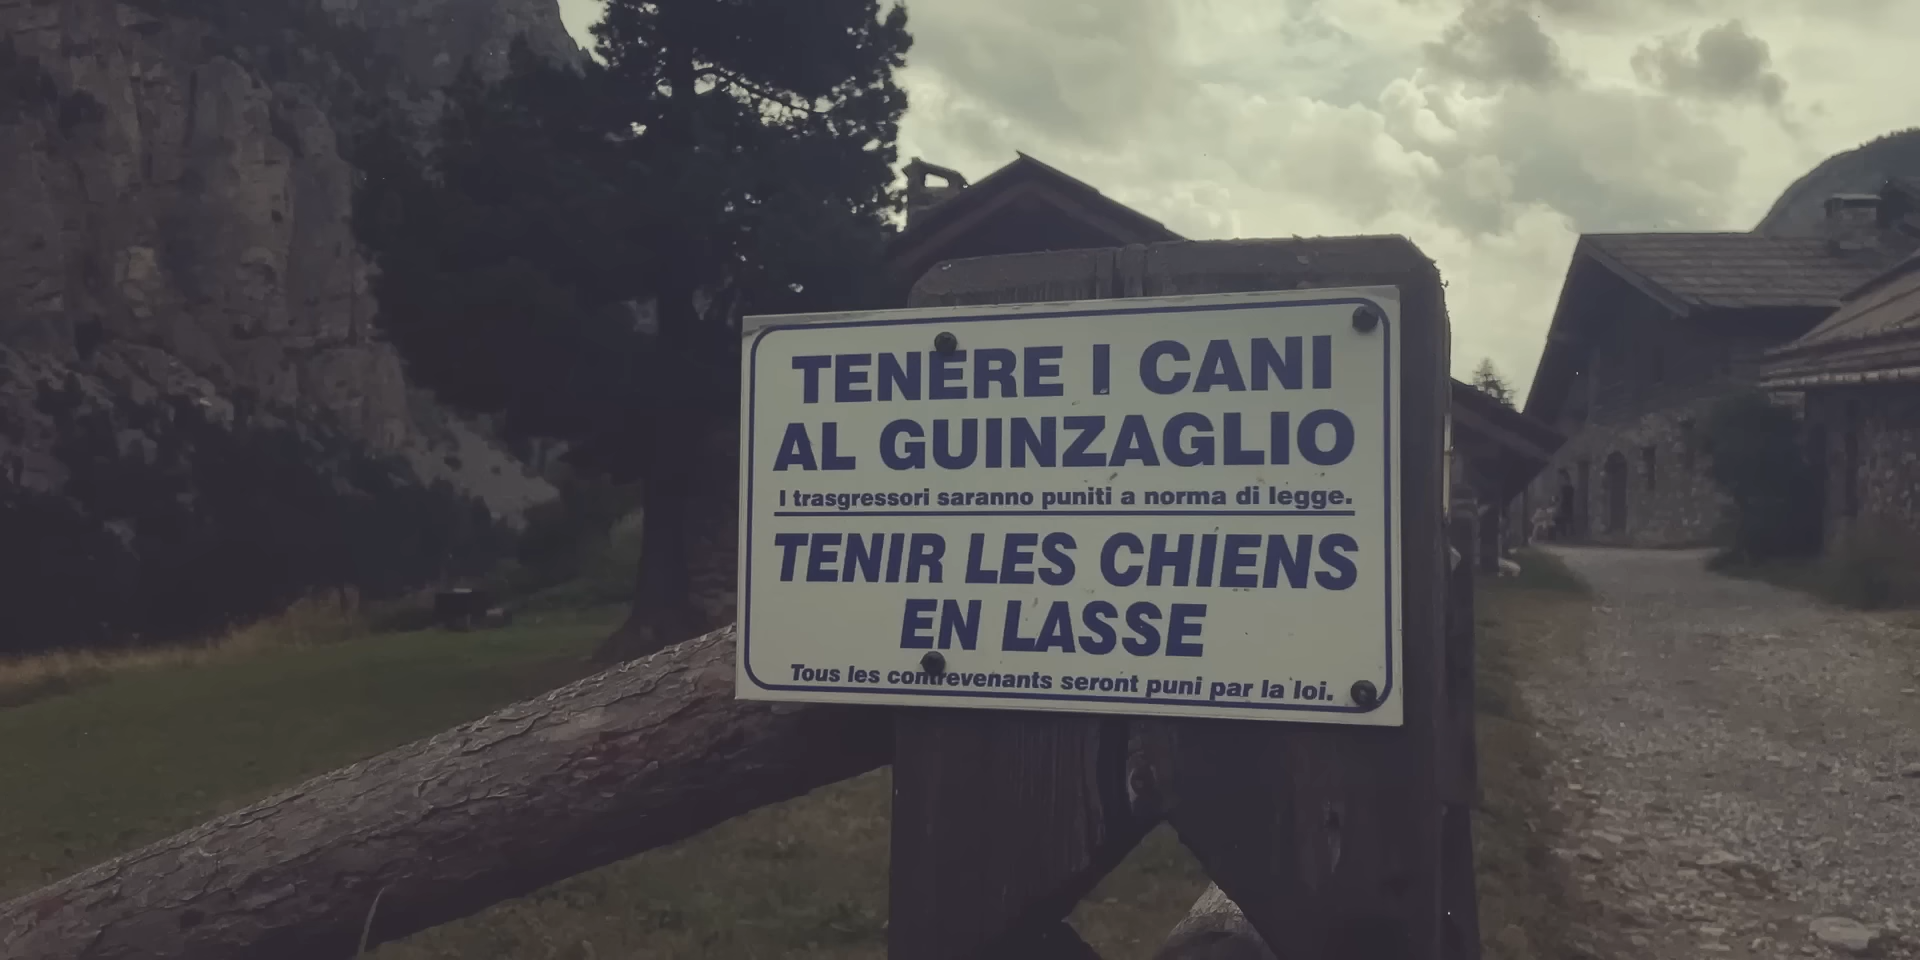 TENERE I CANI
AL GUINZAGLIO
I trasgressori saranno puniti a norma di legge.
TENIR LES CHIENS
EN LASSE
Tous les contrevenants seront puni par la loi.